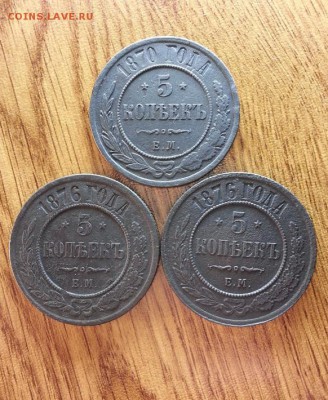 COINS.LAVE.RU
1870 ГОДА
5
КОПѢЕКЪ
Е.М.
1876 ГОДА
5
КОПѢЕКЪ
Е.М.
1876 ГОДА
5
КОПѢЕКЪ
Е.М.